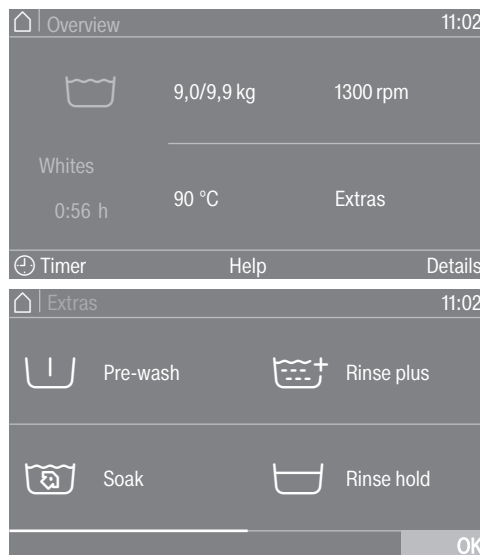 Overview 11:02
9,0/9,9 kg 1300 rpm
Whites
90 °C Extras
0:56 h
Timer Help Details
Extras 11:02
Pre-wash Rinse plus
Soak Rinse hold
OK